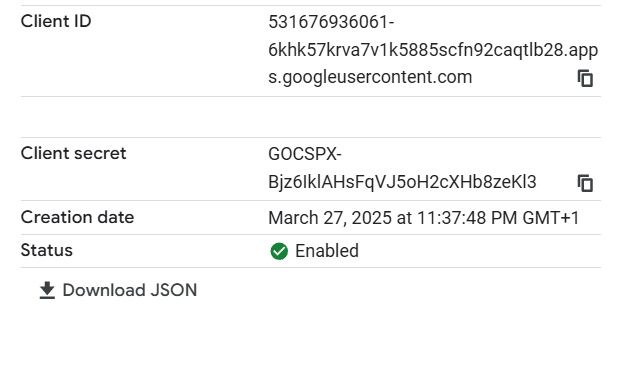 Client ID
531676936061-
6khk57krva7v1k5885scfn92caqtlb28.app
s.googleusercontent.com
Client secret
GOCSPX-
Bjz6IklAHsFqVJ5oH2cXHb8zeKl3
Creation date
March 27, 2025 at 11:37:48 PM GMT+1
Status
Enabled
Download JSON